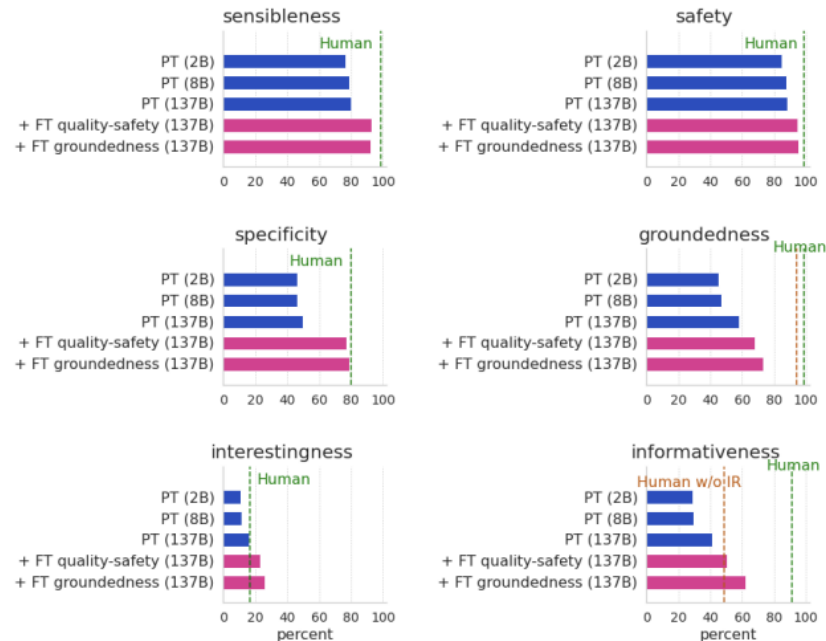 sensibleness
Human
PT (2B)
PT (8B)
PT (137B)
+ FT quality-safety (137B)
+ FT groundedness (137B)
0 20 40 60 80 100
safety
Human
PT (2B)
PT (8B)
PT (137B)
+ FT quality-safety (137B)
+ FT groundedness (137B)
0 20 40 60 80 100
specificity
Human
PT (2B)
PT (8B)
PT (137B)
+ FT quality-safety (137B)
+ FT groundedness (137B)
0 20 40 60 80 100
groundedness
Human
PT (2B)
PT (8B)
PT (137B)
+ FT quality-safety (137B)
+ FT groundedness (137B)
0 20 40 60 80 100
interestingness
Human
PT (2B)
PT (8B)
PT (137B)
+ FT quality-safety (137B)
+ FT groundedness (137B)
0 20 40 60 80 100
percent
informativeness
Human
Human w/o IR
PT (2B)
PT (8B)
PT (137B)
+ FT quality-safety (137B)
+ FT groundedness (137B)
0 20 40 60 80 100
percent